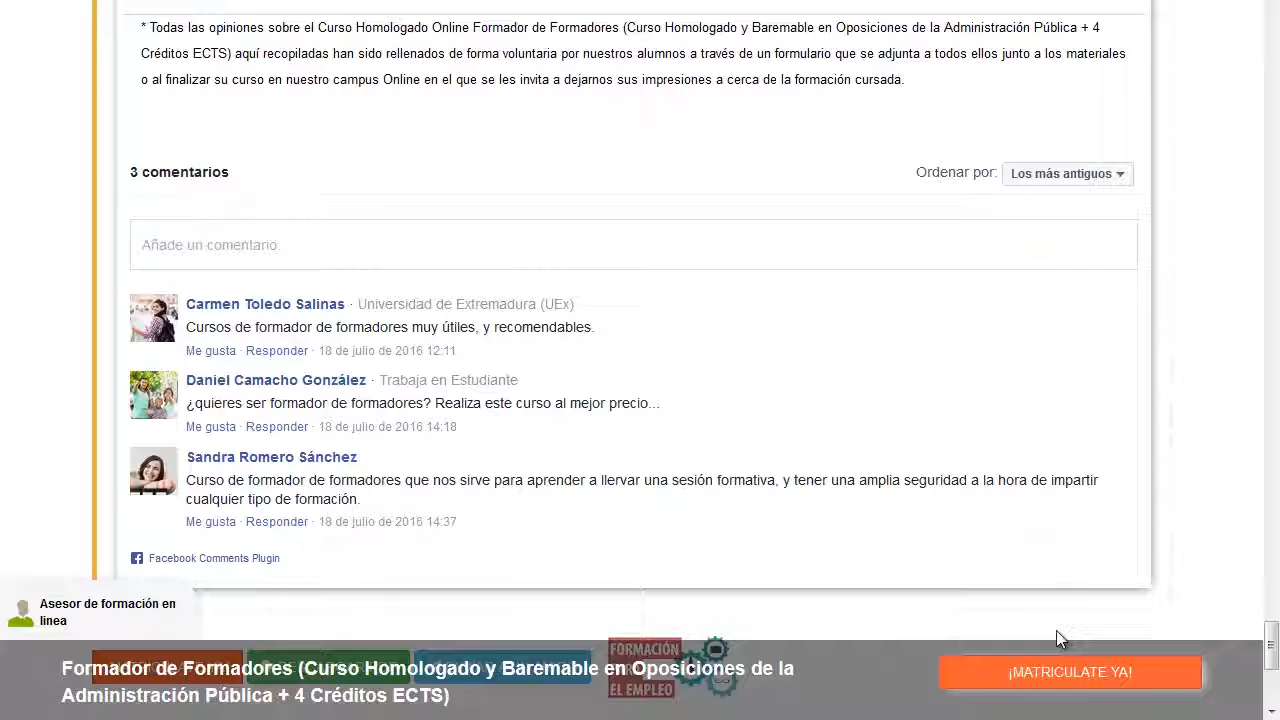 * Todas las opiniones sobre el Curso Homologado Online Formador de Formadores (Curso Homologado y Baremable en Oposiciones de la Administración Pública + 4
Créditos ECTS) aquí recopiladas han sido rellenados de forma voluntaria por nuestros alumnos a través de un formulario que se adjunta a todos ellos junto a los materiales
o al finalizar su curso en nuestro campus Online en el que se les invita a dejarnos sus impresiones a cerca de la formación cursada.
3 comentarios
Ordenar por: Los más antiguos
Añade un comentario.
Carmen Toledo Salinas · Universidad de Extremadura (UEx)
Cursos de formador de formadores muy útiles, y recomendables.
Me gusta · Responder · 18 de julio de 2016 12:11
Daniel Camacho González · Trabaja en Estudiante
¿quieres ser formador de formadores? Realiza este curso al mejor precio...
Me gusta · Responder · 18 de julio de 2016 14:18
Sandra Romero Sánchez
Curso de formador de formadores que nos sirve para aprender a llervar una sesión formativa, y tener una amplia seguridad a la hora de impartir
cualquier tipo de formación.
Me gusta · Responder · 18 de julio de 2016 14:37
Facebook Comments Plugin
Asesor de formación en
linea
FORMACIÓN
EL EMPLEO
Formador de Formadores (Curso Homologado y Baremable en Oposiciones de la
Administración Pública + 4 Créditos ECTS)
¡MATRICULATE YA!